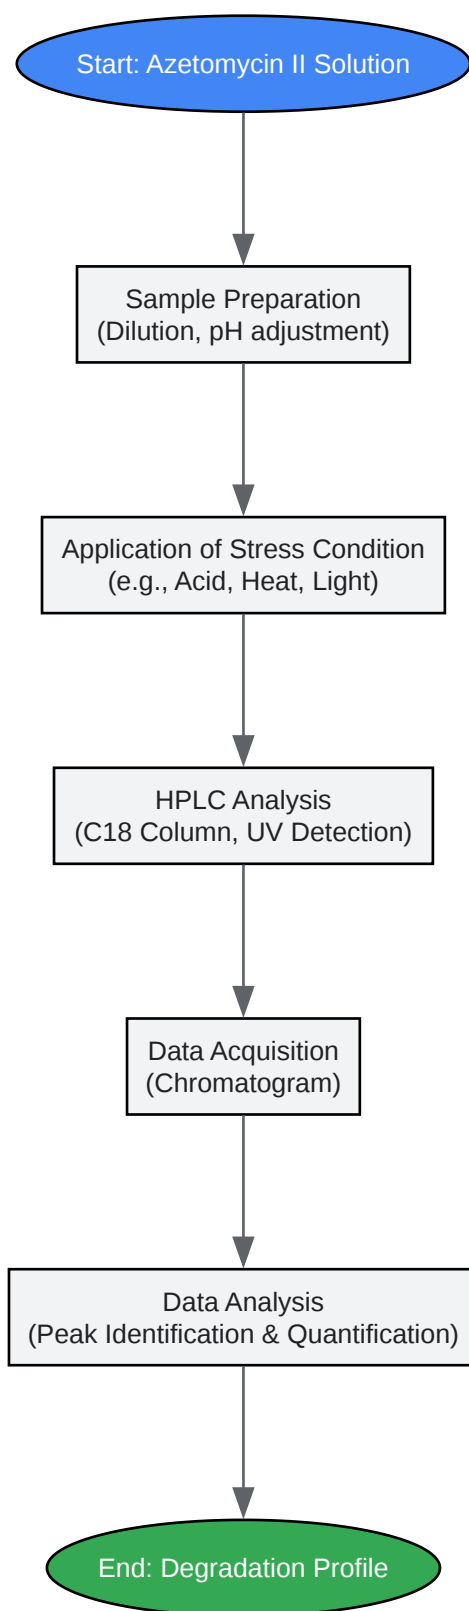 Start: Azetomycin II Solution
Sample Preparation
(Dilution, pH adjustment)
Application of Stress Condition
(e.g., Acid, Heat, Light)
HPLC Analysis
(C18 Column, UV Detection)
Data Acquisition
(Chromatogram)
Data Analysis
(Peak Identification & Quantification)
End: Degradation Profile